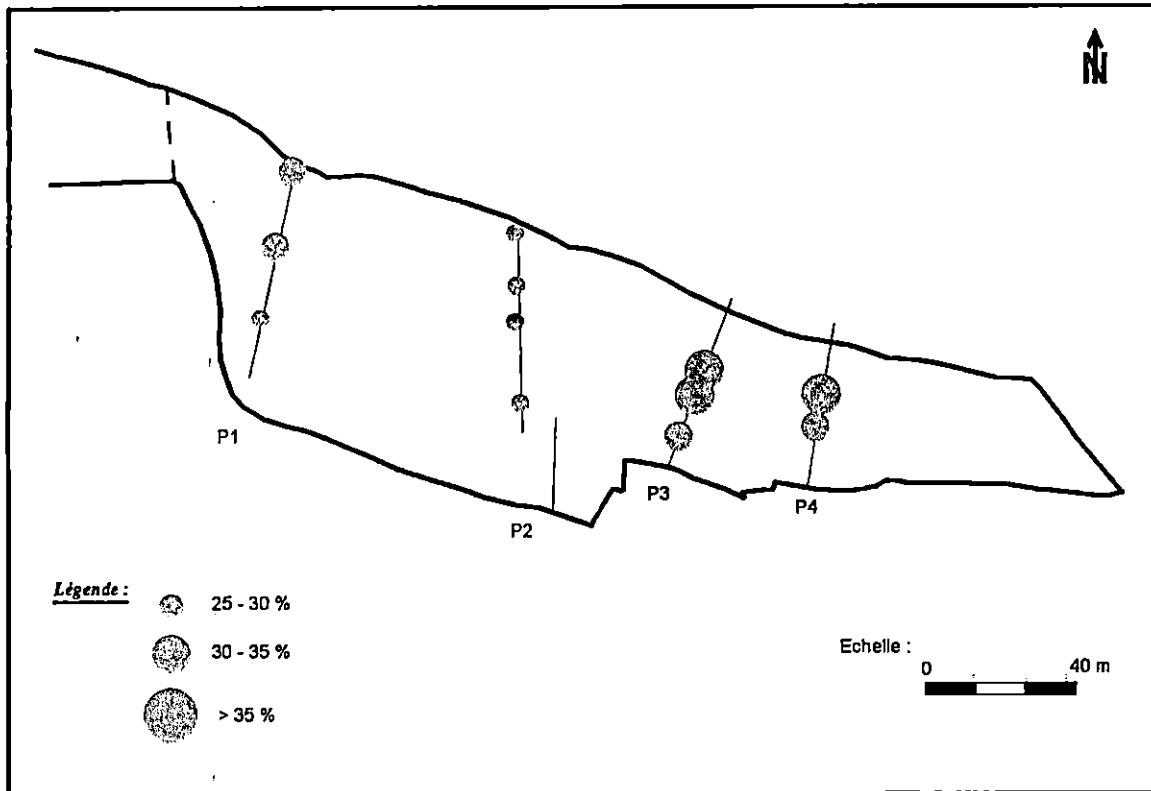 N
P1
P2
P3
P4
Légende :
25 - 30 %
30 - 35 %
> 35 %
Echelle :
0 40 m